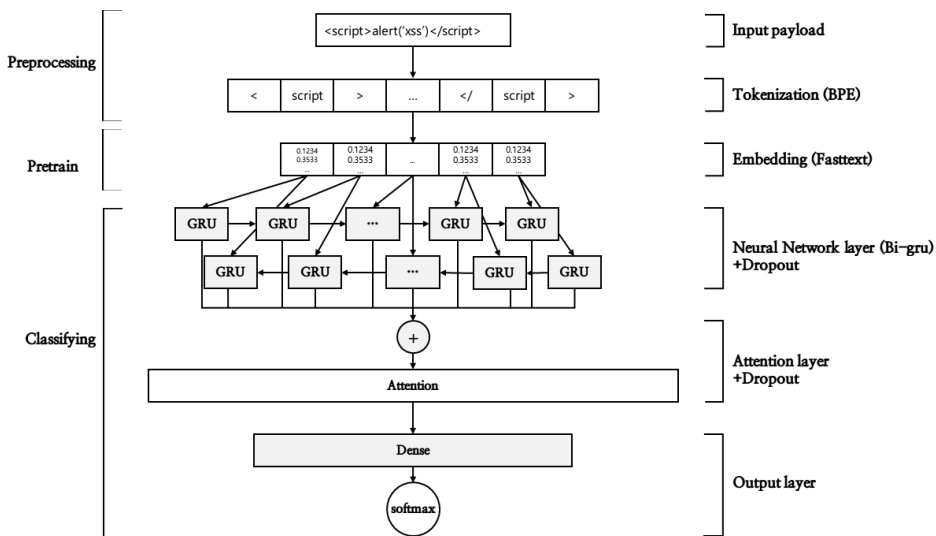 <script>alert('xss')</script>
Input payload
Preprocessing
< script > ... </ script >
Tokenization (BPE)
Pretrain
0.1234 0.1234 0.1234 0.1234
0.3533 0.3533 ... 0.3533 0.3533
... ... ... ...
Embedding (Fasttext)
GRU GRU ... GRU GRU
Neural Network layer (Bi-gru)
+Dropout
GRU GRU ... GRU GRU
Classifying
+
Attention layer
+Dropout
Attention
Dense
Output layer
softmax